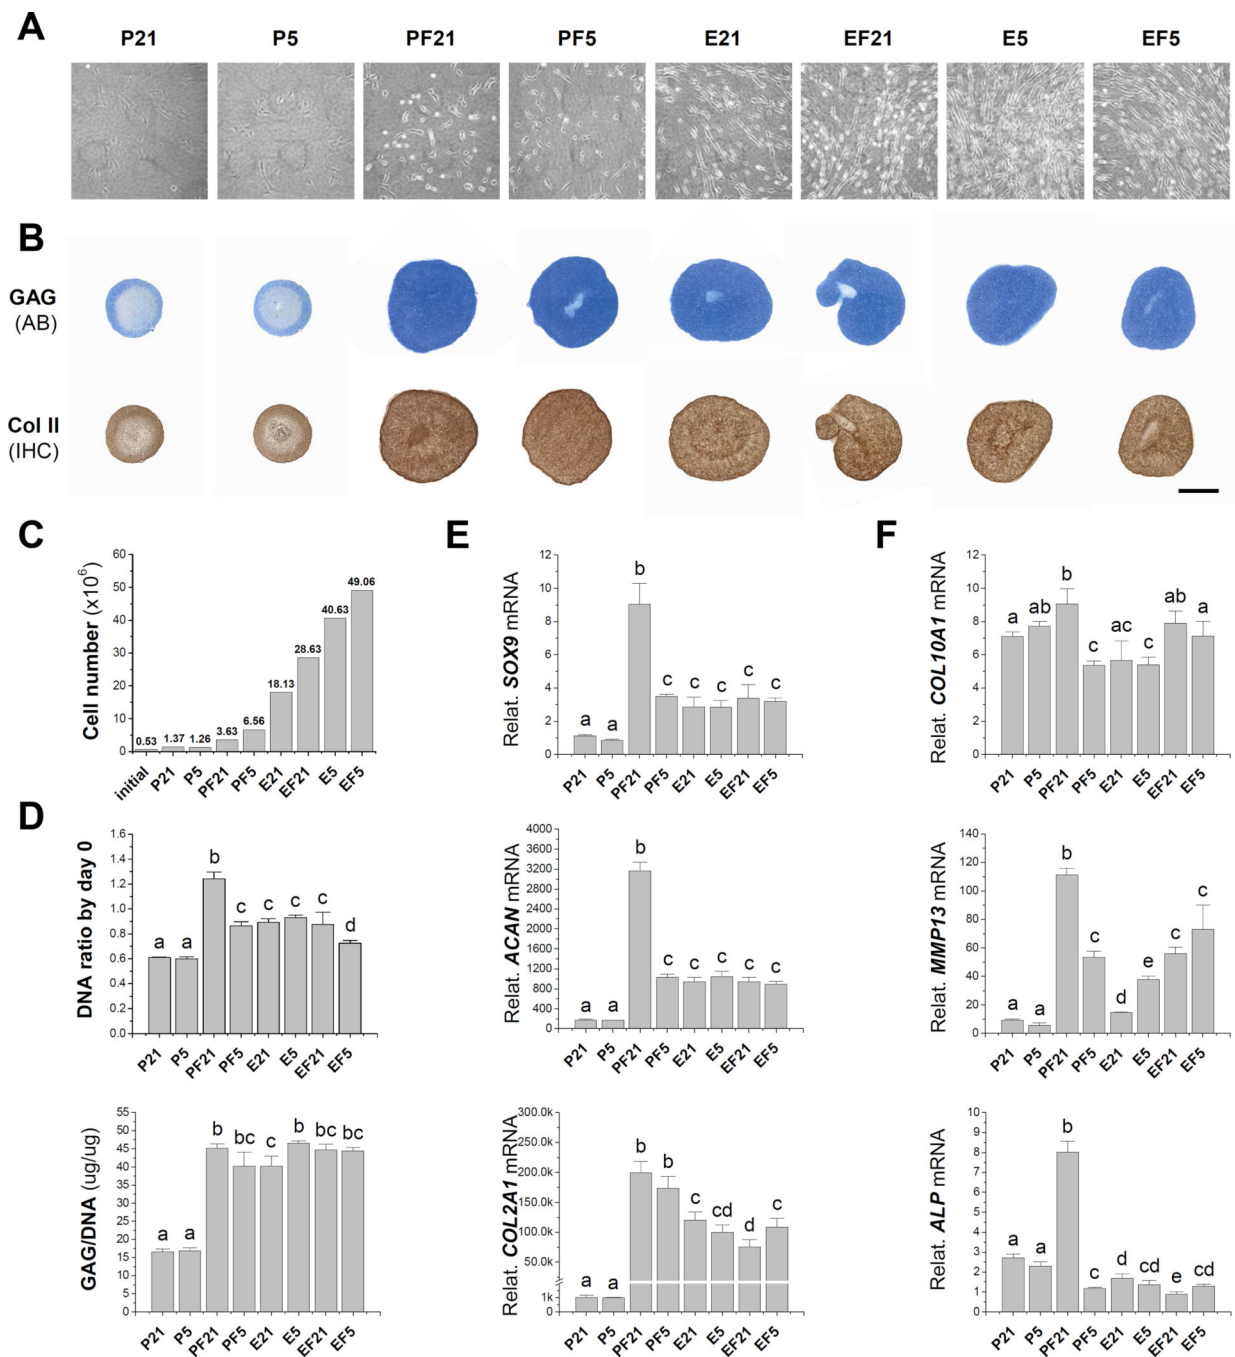 A
P21 P5 PF21 PF5 E21 EF21 E5 EF5
B
GAG
(AB)
Col II
(IHC)
C
Cell number (x10⁶)
60
50
40
30
20
10
0
0.53 1.37 1.26 3.63 6.56 18.13 28.63 40.63 49.06
initial P21 P5 PF21 PF5 E21 EF21 E5 EF5
D
DNA ratio by day 0
1.6
1.4
1.2
1.0
0.8
0.6
0.4
0.2
0.0
a a b c c c c d
P21 P5 PF21 PF5 E21 E5 EF21 EF5
GAG/DNA (ug/ug)
55
50
45
40
35
30
25
20
15
10
5
0
a a b bc c b bc bc
P21 P5 PF21 PF5 E21 E5 EF21 EF5
E
Relat. SOX9 mRNA
12
10
8
6
4
2
0
a a b c c c c c
P21 P5 PF21 PF5 E21 E5 EF21 EF5
Relat. ACAN mRNA
4000
3600
3200
2800
2400
2000
1600
1200
800
400
0
a a b c c c c c
P21 P5 PF21 PF5 E21 E5 EF21 EF5
Relat. COL2A1 mRNA
300.0k
250.0k
200.0k
150.0k
100.0k
50.0k
1k
0
a a b b c cd d c
P21 P5 PF21 PF5 E21 E5 EF21 EF5
F
Relat. COL10A1 mRNA
12
10
8
6
4
2
0
a ab b c ac c ab a
P21 P5 PF21 PF5 E21 E5 EF21 EF5
Relat. MMP13 mRNA
140
120
100
80
60
40
20
0
a a b c d e c c
P21 P5 PF21 PF5 E21 E5 EF21 EF5
Relat. ALP mRNA
10
9
8
7
6
5
4
3
2
1
0
a a b c d cd e cd
P21 P5 PF21 PF5 E21 E5 EF21 EF5